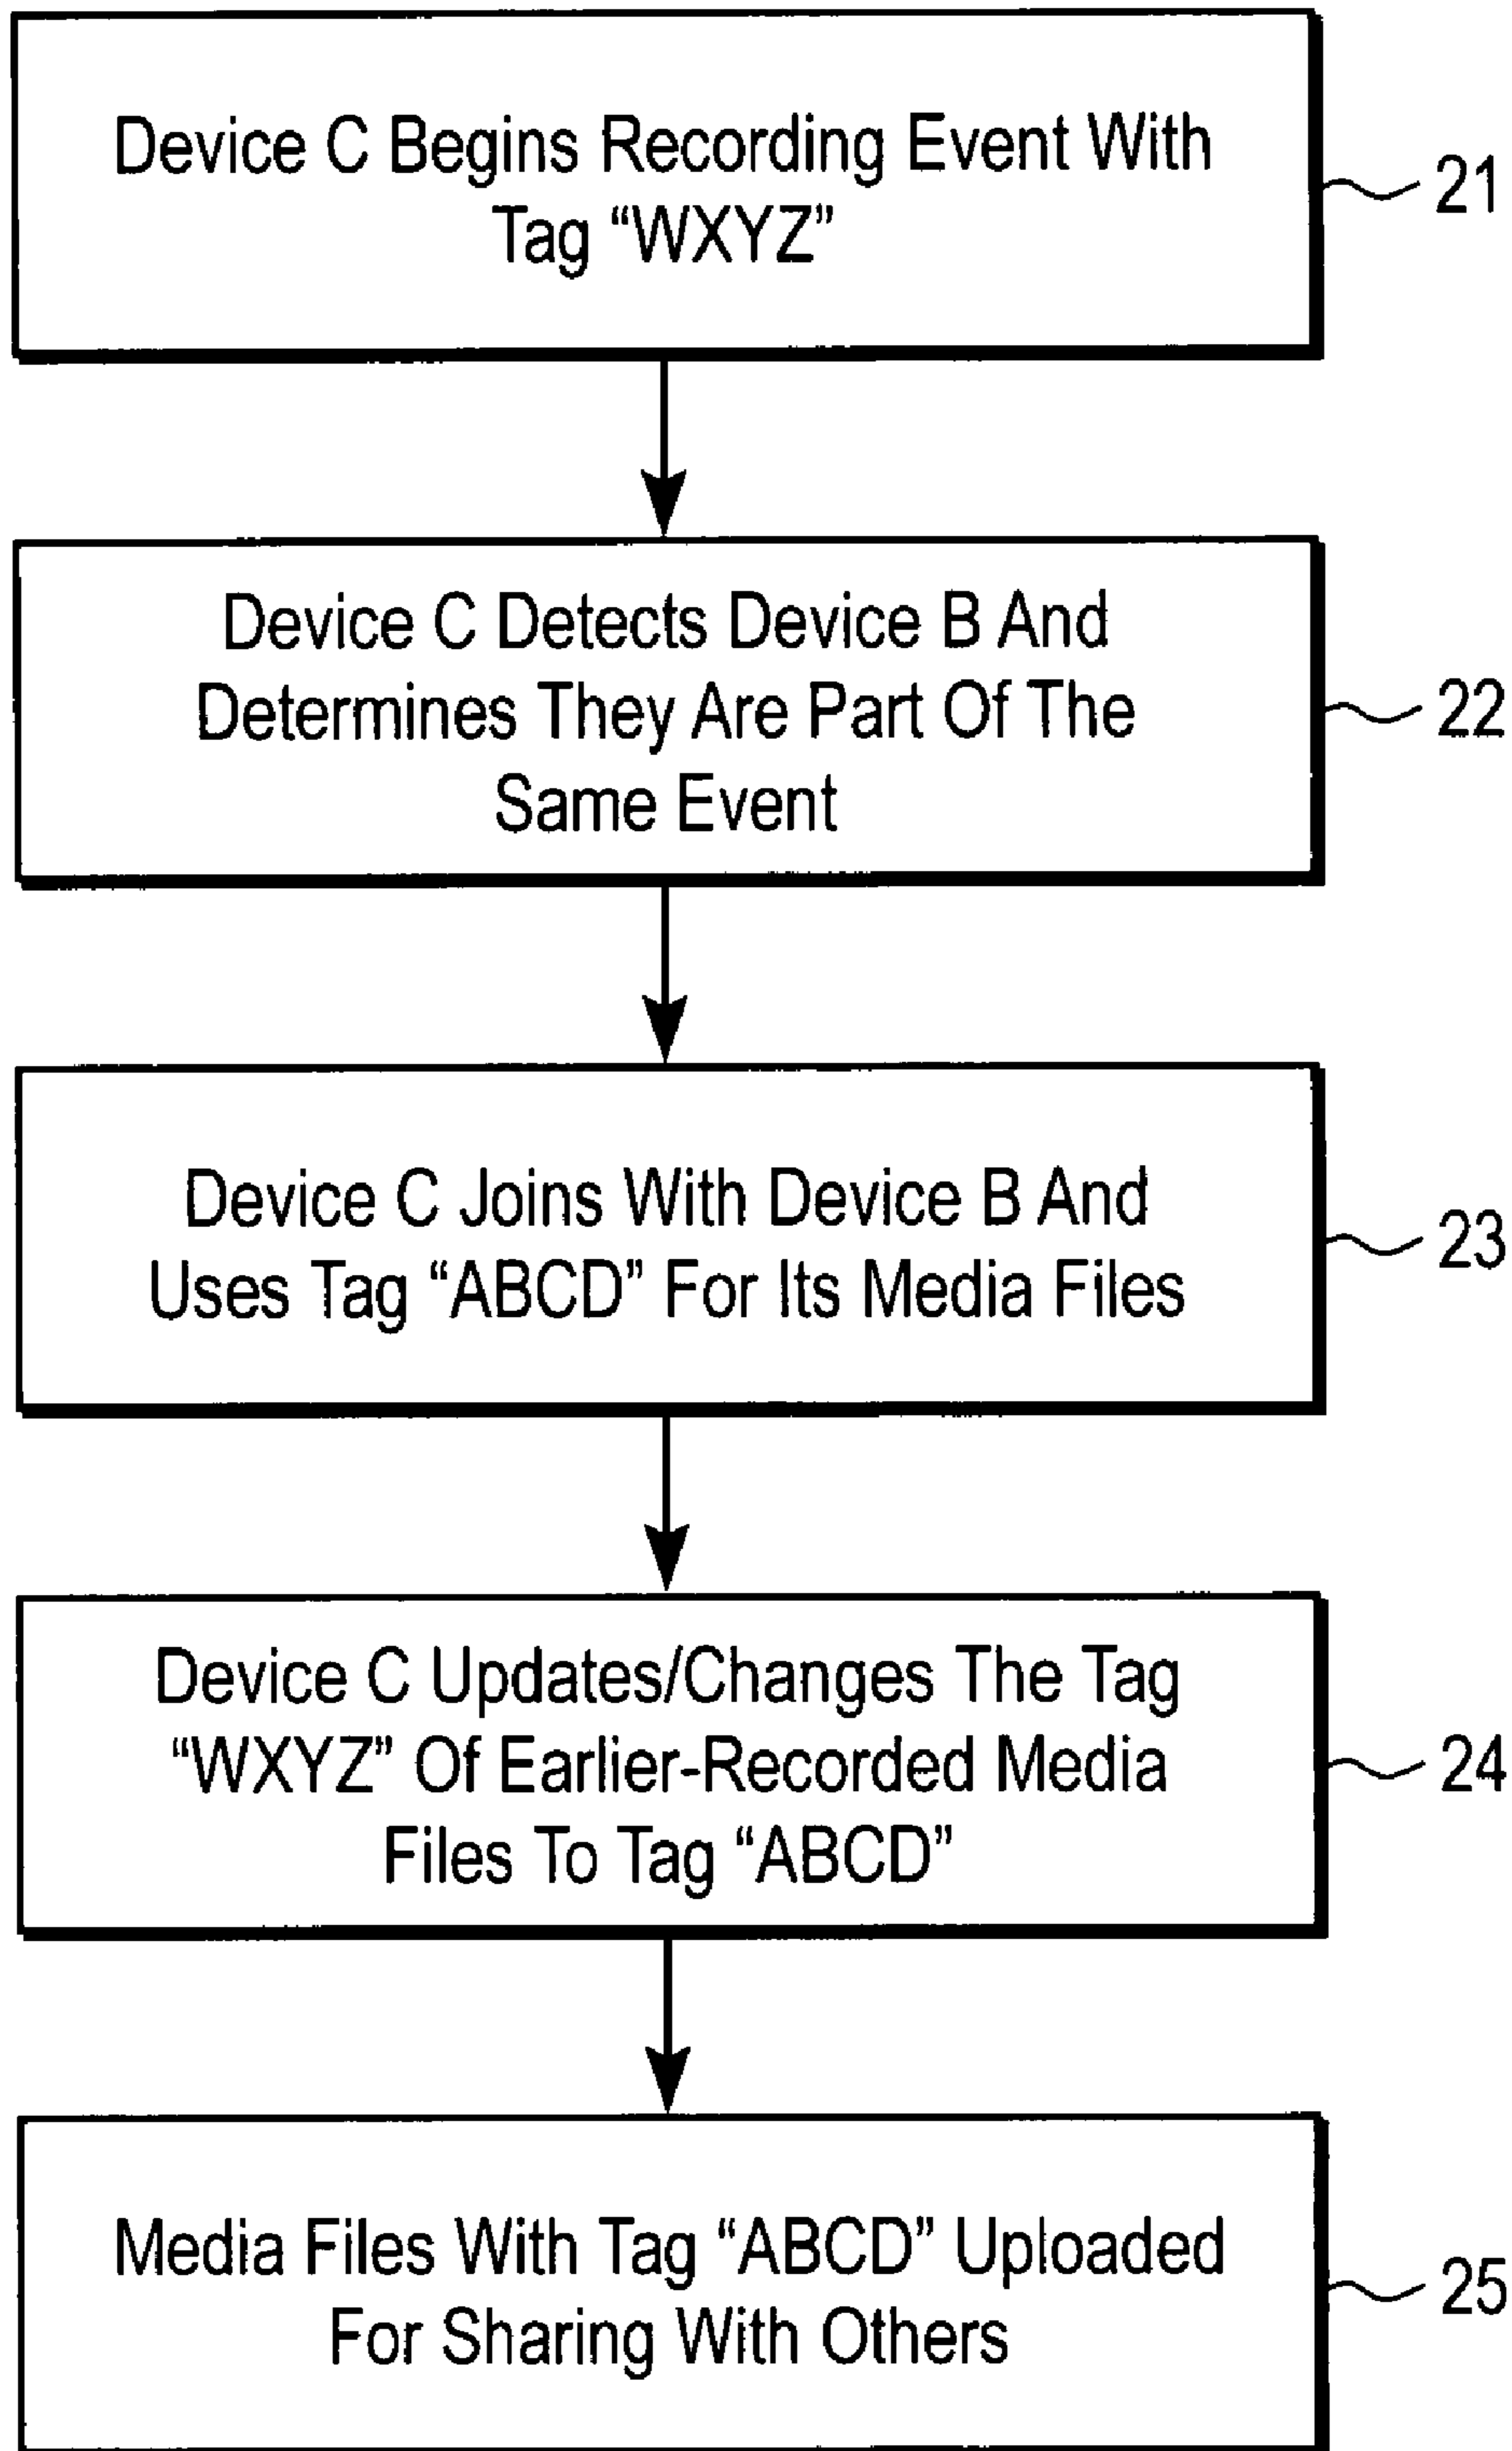 Device C Begins Recording Event With
Tag “WXYZ”
21
Device C Detects Device B And
Determines They Are Part Of The
Same Event
22
Device C Joins With Device B And
Uses Tag “ABCD” For Its Media Files
23
Device C Updates/Changes The Tag
“WXYZ” Of Earlier-Recorded Media
Files To Tag “ABCD”
24
Media Files With Tag “ABCD” Uploaded
For Sharing With Others
25